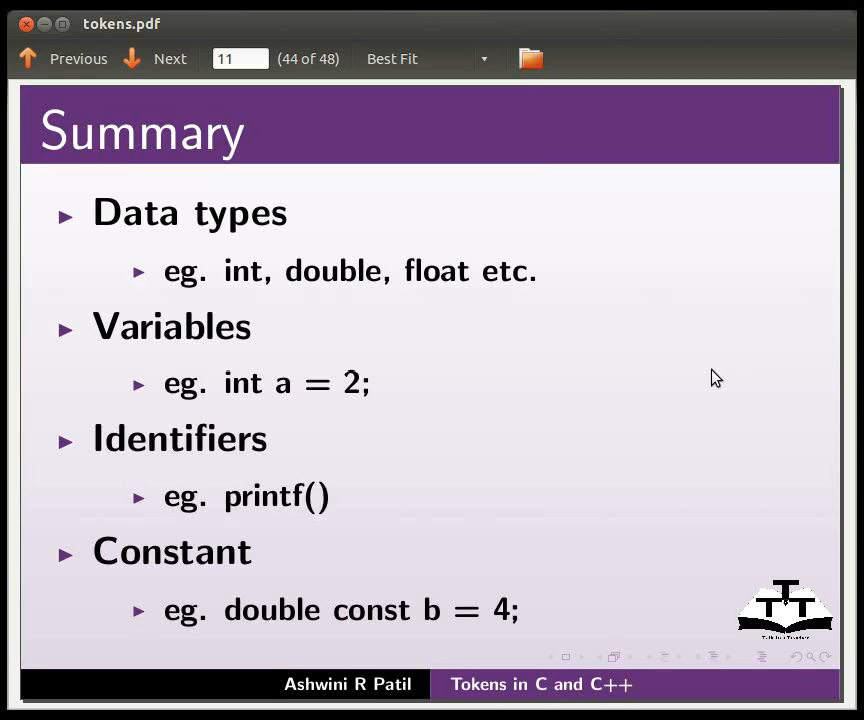 tokens.pdf
Previous Next 11 (44 of 48) Best Fit
Summary
Data types
eg. int, double, float etc.
Variables
eg. int a = 2;
Identifiers
eg. printf()
Constant
eg. double const b = 4;
TTT
Ashwini R Patil Tokens in C and C++